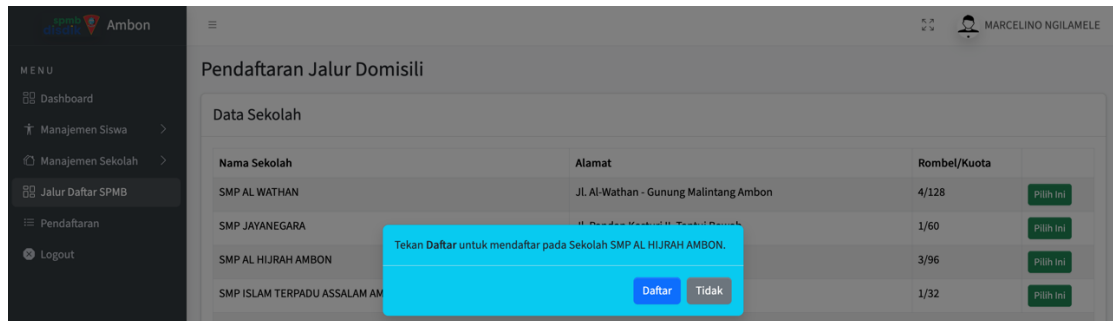 spmb
Ambon
MARCELINO NGILAMELE
MENU
Dashboard
Manajemen Siswa
Manajemen Sekolah
Jalur Daftar SPMB
Pendaftaran
Logout
Pendaftaran Jalur Domisili
Data Sekolah
Nama Sekolah Alamat Rombel/Kuota
SMP AL WATHAN Jl. Al-Wathan - Gunung Malintang Ambon 4/128 Pilih Ini
SMP JAYANEGARA 1/60 Pilih Ini
SMP AL HIJRAH AMBON 3/96 Pilih Ini
SMP ISLAM TERPADU ASSALAM AM 1/32 Pilih Ini
Tekan Daftar untuk mendaftar pada Sekolah SMP AL HIJRAH AMBON.
Daftar Tidak